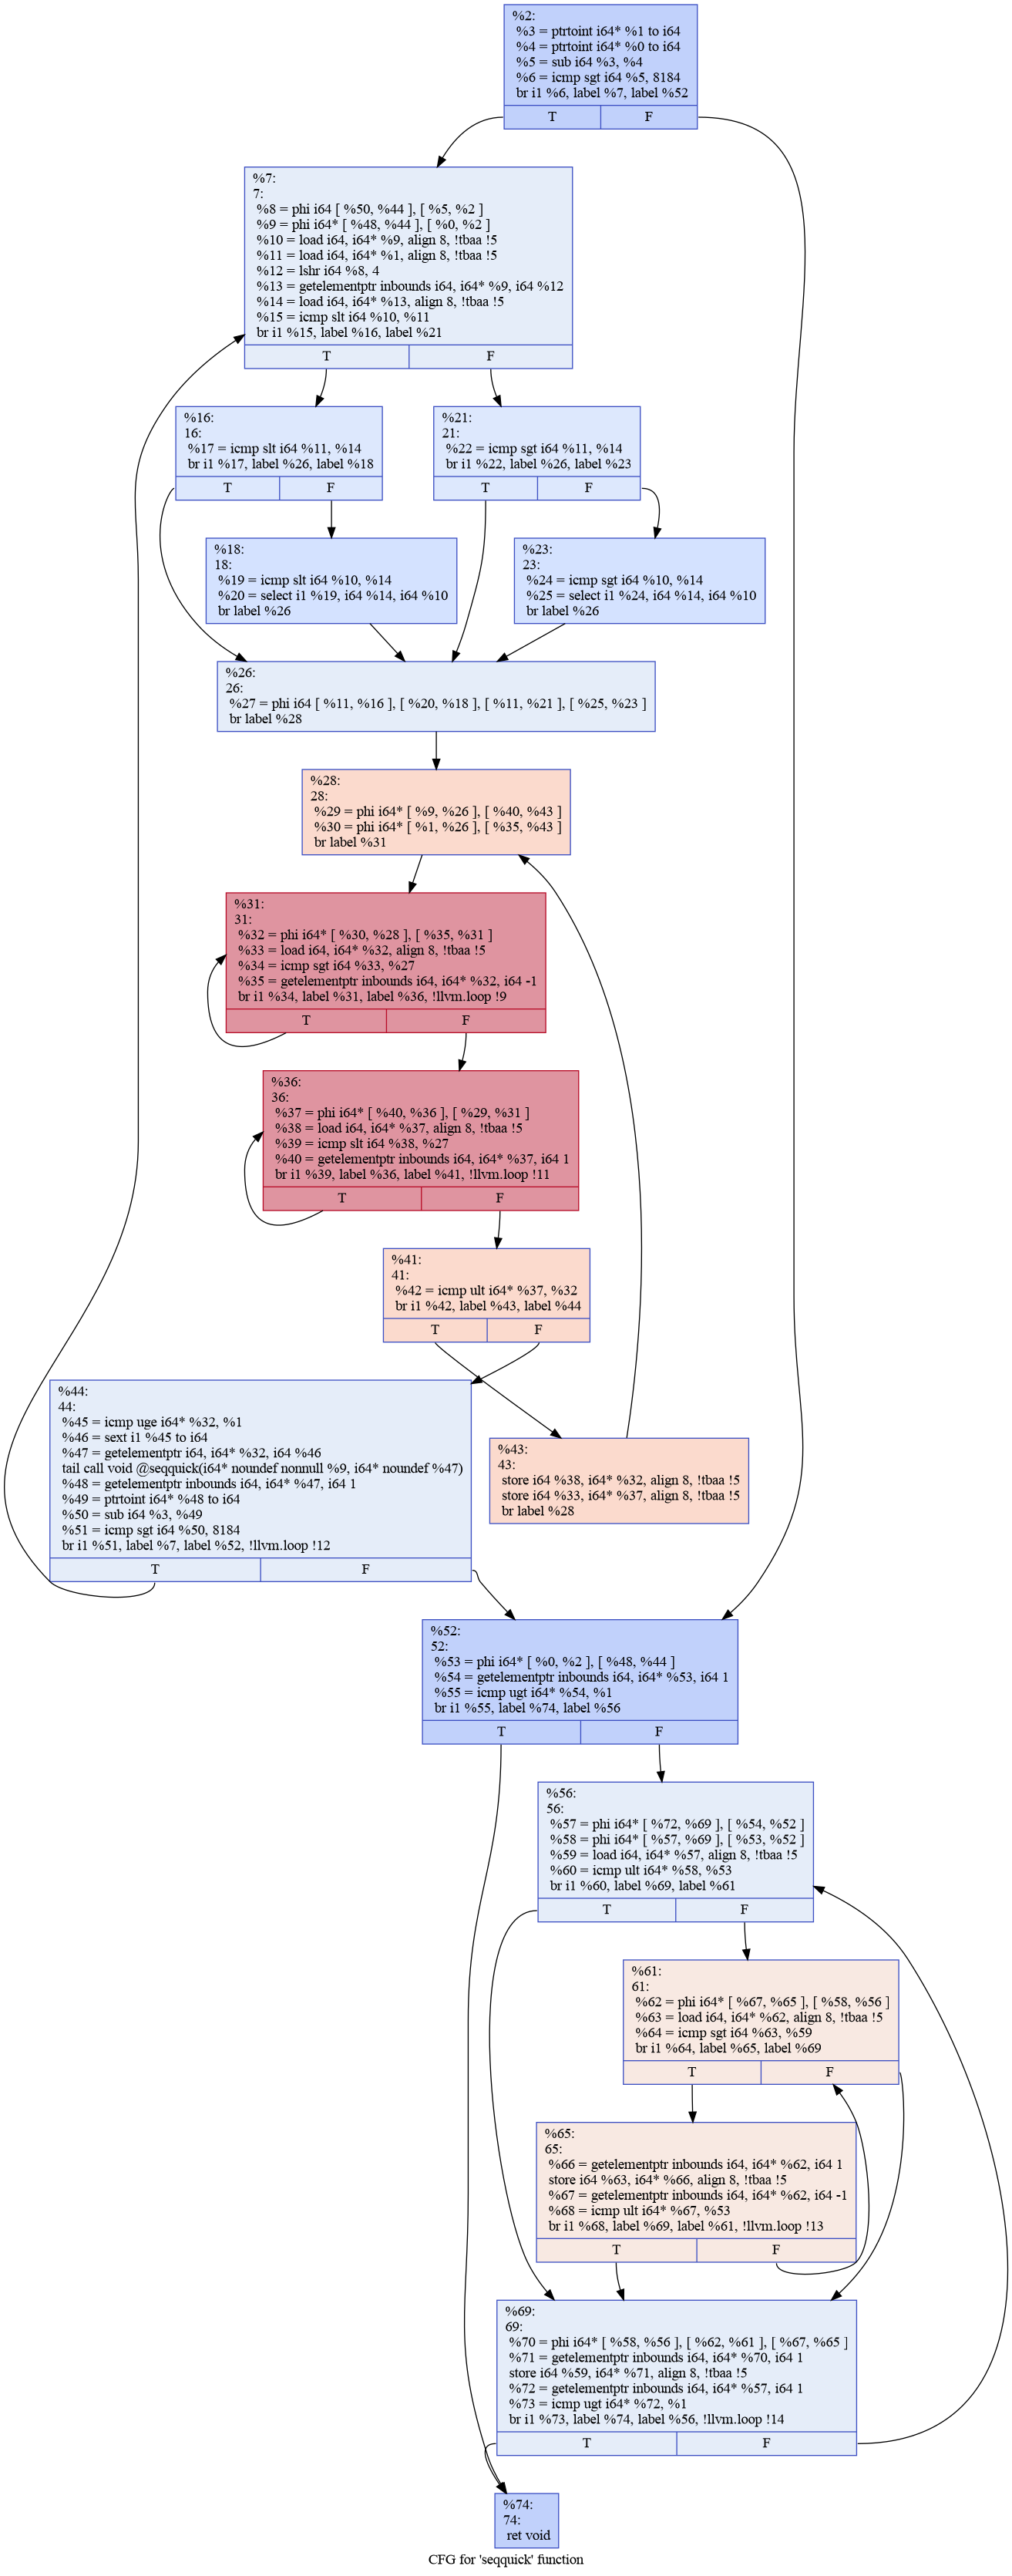 %2:
%3 = ptrtoint i64* %1 to i64
%4 = ptrtoint i64* %0 to i64
%5 = sub i64 %3, %4
%6 = icmp sgt i64 %5, 8184
br i1 %6, label %7, label %52
T F
%7:
7:
%8 = phi i64 [ %50, %44 ], [ %5, %2 ]
%9 = phi i64* [ %48, %44 ], [ %0, %2 ]
%10 = load i64, i64* %9, align 8, !tbaa !5
%11 = load i64, i64* %1, align 8, !tbaa !5
%12 = lshr i64 %8, 4
%13 = getelementptr inbounds i64, i64* %9, i64 %12
%14 = load i64, i64* %13, align 8, !tbaa !5
%15 = icmp slt i64 %10, %11
br i1 %15, label %16, label %21
T F
%16:
16:
%17 = icmp slt i64 %11, %14
br i1 %17, label %26, label %18
T F
%21:
21:
%22 = icmp sgt i64 %11, %14
br i1 %22, label %26, label %23
T F
%18:
18:
%19 = icmp slt i64 %10, %14
%20 = select i1 %19, i64 %14, i64 %10
br label %26
%23:
23:
%24 = icmp sgt i64 %10, %14
%25 = select i1 %24, i64 %14, i64 %10
br label %26
%26:
26:
%27 = phi i64 [ %11, %16 ], [ %20, %18 ], [ %11, %21 ], [ %25, %23 ]
br label %28
%28:
28:
%29 = phi i64* [ %9, %26 ], [ %40, %43 ]
%30 = phi i64* [ %1, %26 ], [ %35, %43 ]
br label %31
%31:
31:
%32 = phi i64* [ %30, %28 ], [ %35, %31 ]
%33 = load i64, i64* %32, align 8, !tbaa !5
%34 = icmp sgt i64 %33, %27
%35 = getelementptr inbounds i64, i64* %32, i64 -1
br i1 %34, label %31, label %36, !llvm.loop !9
T F
%36:
36:
%37 = phi i64* [ %40, %36 ], [ %29, %31 ]
%38 = load i64, i64* %37, align 8, !tbaa !5
%39 = icmp slt i64 %38, %27
%40 = getelementptr inbounds i64, i64* %37, i64 1
br i1 %39, label %36, label %41, !llvm.loop !11
T F
%41:
41:
%42 = icmp ult i64* %37, %32
br i1 %42, label %43, label %44
T F
%44:
44:
%45 = icmp uge i64* %32, %1
%46 = sext i1 %45 to i64
%47 = getelementptr i64, i64* %32, i64 %46
tail call void @seqquick(i64* noundef nonnull %9, i64* noundef %47)
%48 = getelementptr inbounds i64, i64* %47, i64 1
%49 = ptrtoint i64* %48 to i64
%50 = sub i64 %3, %49
%51 = icmp sgt i64 %50, 8184
br i1 %51, label %7, label %52, !llvm.loop !12
T F
%43:
43:
store i64 %38, i64* %32, align 8, !tbaa !5
store i64 %33, i64* %37, align 8, !tbaa !5
br label %28
%52:
52:
%53 = phi i64* [ %0, %2 ], [ %48, %44 ]
%54 = getelementptr inbounds i64, i64* %53, i64 1
%55 = icmp ugt i64* %54, %1
br i1 %55, label %74, label %56
T F
%56:
56:
%57 = phi i64* [ %72, %69 ], [ %54, %52 ]
%58 = phi i64* [ %57, %69 ], [ %53, %52 ]
%59 = load i64, i64* %57, align 8, !tbaa !5
%60 = icmp ult i64* %58, %53
br i1 %60, label %69, label %61
T F
%61:
61:
%62 = phi i64* [ %67, %65 ], [ %58, %56 ]
%63 = load i64, i64* %62, align 8, !tbaa !5
%64 = icmp sgt i64 %63, %59
br i1 %64, label %65, label %69
T F
%65:
65:
%66 = getelementptr inbounds i64, i64* %62, i64 1
store i64 %63, i64* %66, align 8, !tbaa !5
%67 = getelementptr inbounds i64, i64* %62, i64 -1
%68 = icmp ult i64* %67, %53
br i1 %68, label %69, label %61, !llvm.loop !13
T F
%69:
69:
%70 = phi i64* [ %58, %56 ], [ %62, %61 ], [ %67, %65 ]
%71 = getelementptr inbounds i64, i64* %70, i64 1
store i64 %59, i64* %71, align 8, !tbaa !5
%72 = getelementptr inbounds i64, i64* %57, i64 1
%73 = icmp ugt i64* %72, %1
br i1 %73, label %74, label %56, !llvm.loop !14
T F
%74:
74:
ret void
CFG for 'seqquick' function